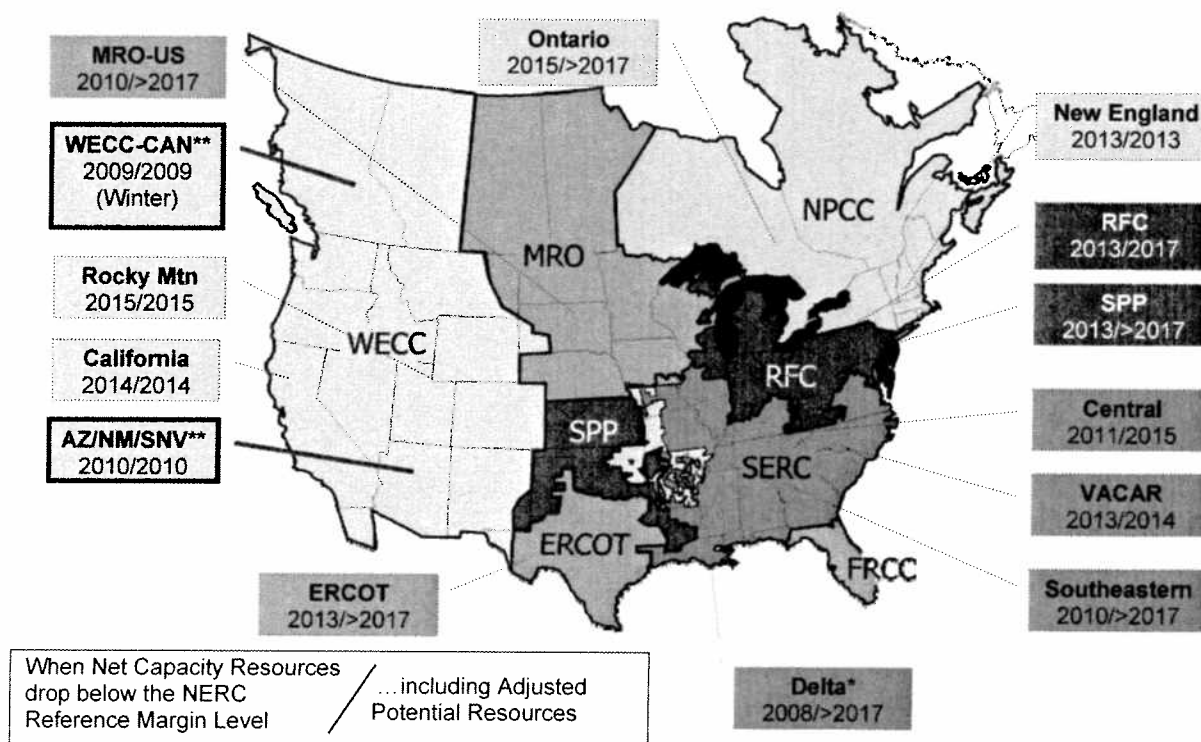 MRO-US
2010/>2017
Ontario
2015/>2017
New England
2013/2013
WECC-CAN**
2009/2009
(Winter)
NPCC
RFC
2013/2017
MRO
Rocky Mtn
2015/2015
SPP
2013/>2017
WECC
California
2014/2014
RFC
Central
2011/2015
AZ/NM/SNV**
2010/2010
SPP
SERC
VACAR
2013/2014
ERCOT
FRCC
ERCOT
2013/>2017
Southeastern
2010/>2017
When Net Capacity Resources
drop below the NERC
Reference Margin Level
...including Adjusted
Potential Resources
Delta*
2008/>2017